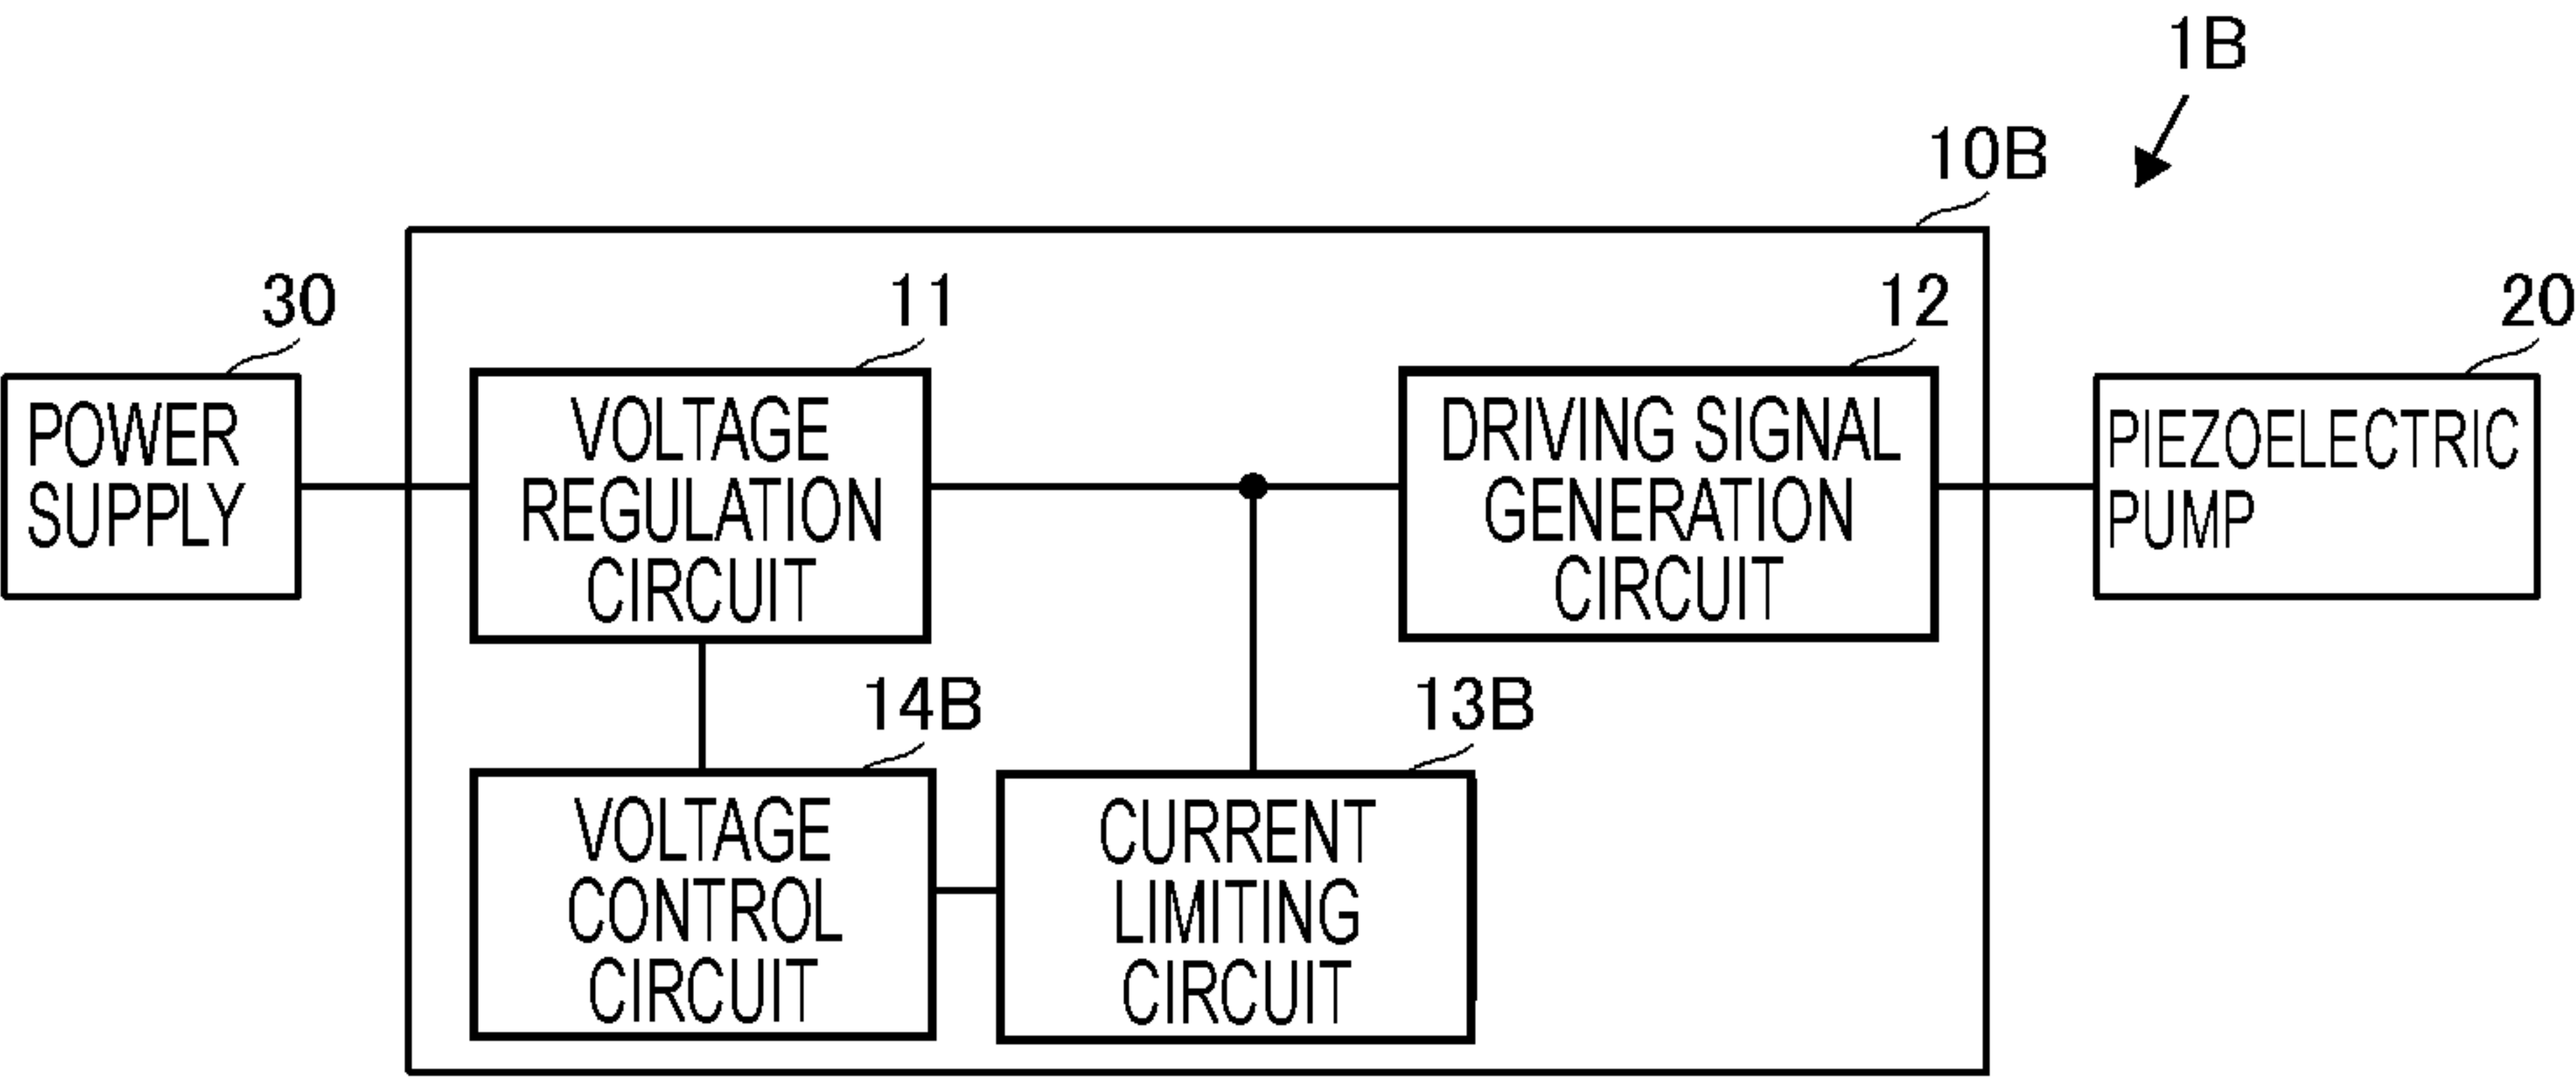 1B
10B
30
11
12
20
POWER
SUPPLY
VOLTAGE
REGULATION
CIRCUIT
DRIVING SIGNAL
GENERATION
CIRCUIT
PIEZOELECTRIC
PUMP
14B
13B
VOLTAGE
CONTROL
CIRCUIT
CURRENT
LIMITING
CIRCUIT